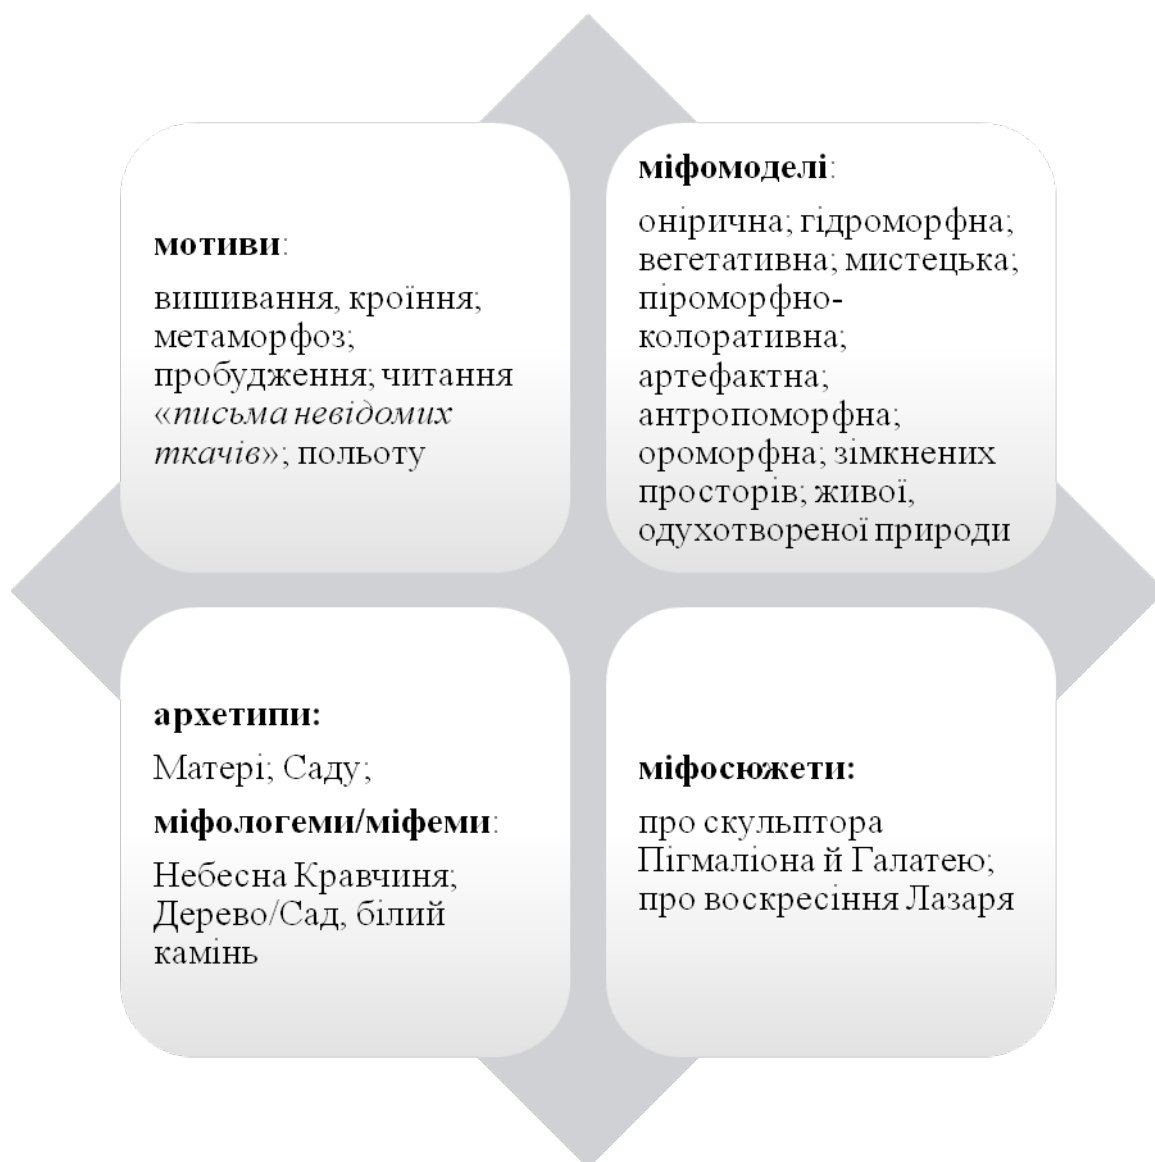 мотиви:
вишивання, кроїння;
метаморфоз;
пробудження; читання
«письма невідомих
ткачів»; польоту
міфомоделі:
онірична; гідроморфна;
вегетативна; мистецька;
піроморфно-
колоративна;
артефактна;
антропоморфна;
ороморфна; зімкнених
просторів; живої,
одухотвореної природи
архетипи:
Матері; Саду;
міфологеми/міфеми:
Небесна Кравчиня;
Дерево/Сад, білий
камінь
міфосюжети:
про скульптора
Пігмаліона й Галатею;
про воскресіння Лазаря